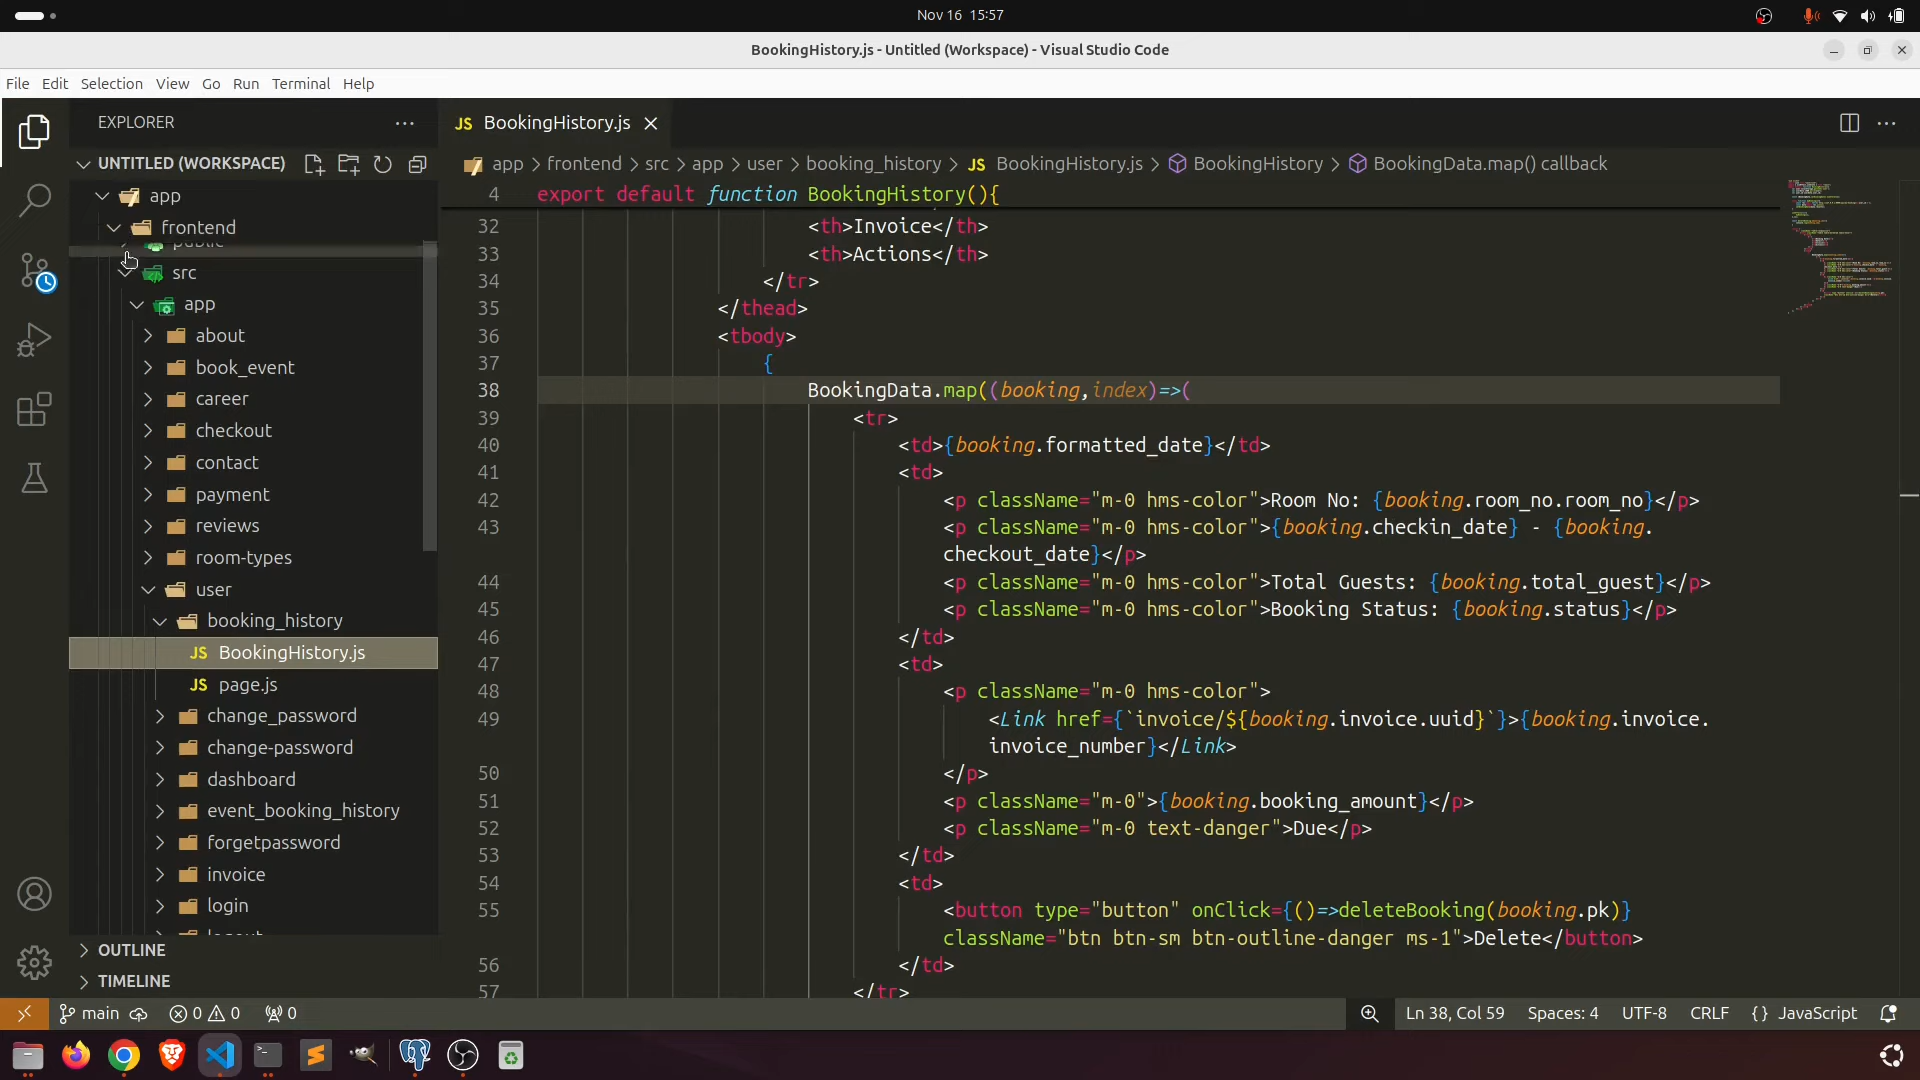 Nov 16 15:57
BookingHistory.js - Untitled (Workspace) - Visual Studio Code
File Edit Selection View Go Run Terminal Help
EXPLORER
UNTITLED (WORKSPACE)
app
frontend
public
src
app
about
book_event
career
checkout
contact
payment
reviews
room-types
user
booking_history
JS BookingHistory.js
JS page.js
change_password
change-password
dashboard
event_booking_history
forgetpassword
invoice
login
OUTLINE
TIMELINE
JS BookingHistory.js
app > frontend > src > app > user > booking_history > JS BookingHistory.js > BookingHistory > BookingData.map() callback
4 export default function BookingHistory(){
32 <th>Invoice</th>
33 <th>Actions</th>
34 </tr>
35 </thead>
36 <tbody>
37 {
38 BookingData.map((booking,index)=>(
39 <tr>
40 <td>{booking.formatted_date}</td>
41 <td>
42 <p className="m-0 hms-color">Room No: {booking.room_no.room_no}</p>
43 <p className="m-0 hms-color">{booking.checkin_date} - {booking.
checkout_date}</p>
44 <p className="m-0 hms-color">Total Guests: {booking.total_guest}</p>
45 <p className="m-0 hms-color">Booking Status: {booking.status}</p>
46 </td>
47 <td>
48 <p className="m-0 hms-color">
49 <Link href={`invoice/${booking.invoice.uuid}`}>{booking.invoice.
invoice_number}</Link>
50 </p>
51 <p className="m-0">{booking.booking_amount}</p>
52 <p className="m-0 text-danger">Due</p>
53 </td>
54 <td>
55 <button type="button" onClick={()=>deleteBooking(booking.pk)}
className="btn btn-sm btn-outline-danger ms-1">Delete</button>
56 </td>
57 </tr>
main 0 0 0 Ln 38, Col 59 Spaces: 4 UTF-8 CRLF {} JavaScript